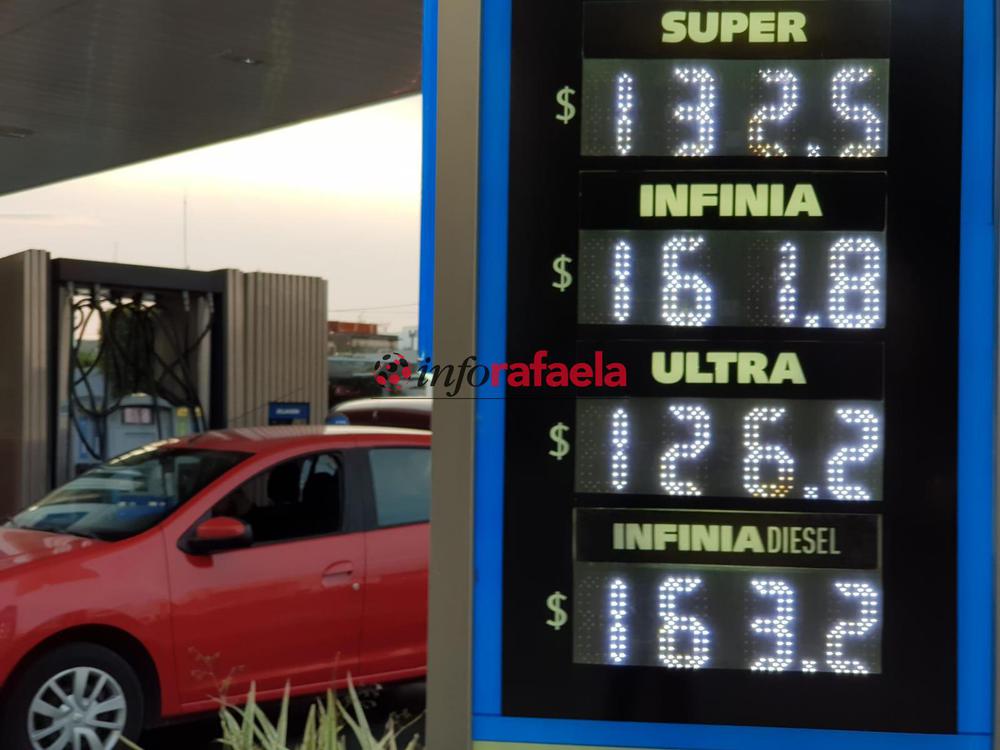 SUPER
$ 132.5
INFINIA
$ 161.8
inforafaela
ULTRA
$ 126.2
INFINIA DIESEL
$ 163.2